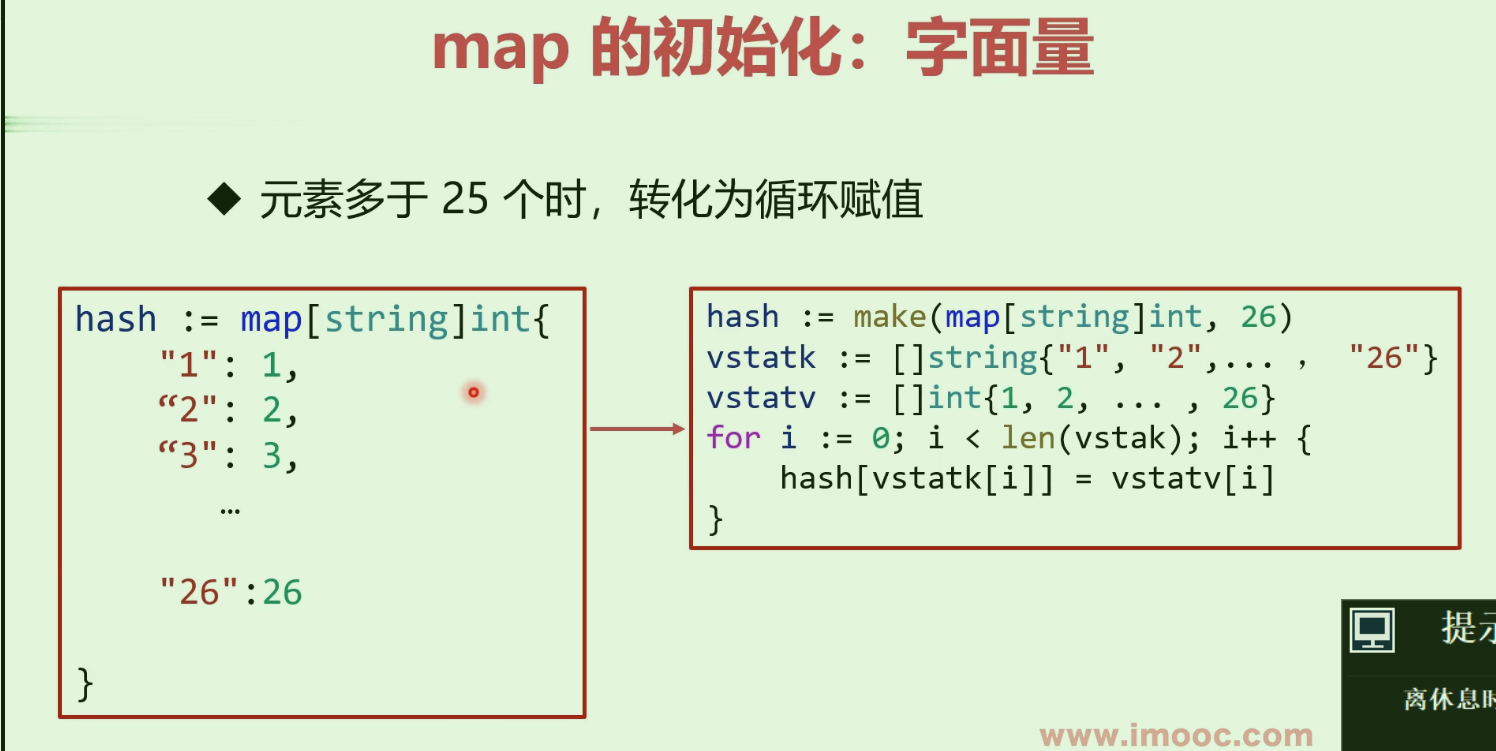 map 的初始化：字面量
◆ 元素多于 25 个时，转化为循环赋值
hash := map[string]int{
"1": 1,
“2": 2,
“3": 3,
…
"26":26
}
hash := make(map[string]int, 26)
vstatk := []string{"1", "2",... ， "26"}
vstatv := []int{1, 2, ... , 26}
for i := 0; i < len(vstak); i++ {
hash[vstatk[i]] = vstatv[i]
}
提示
离休息时
www.imooc.com